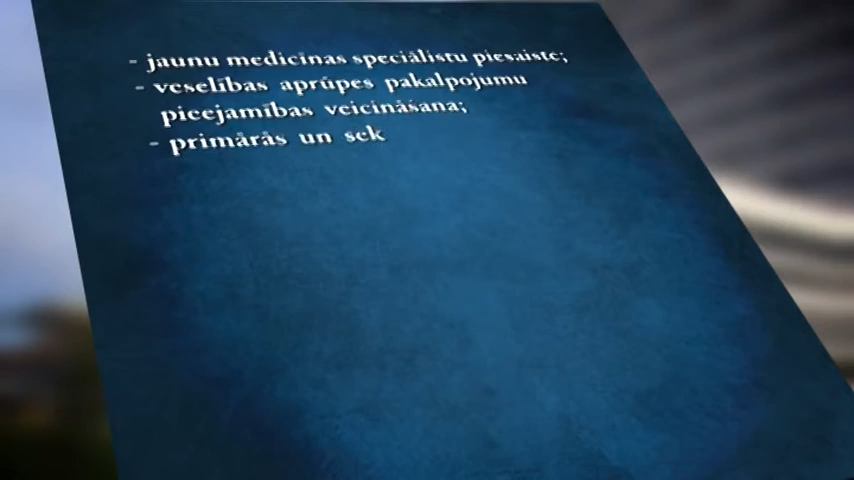 - jaunu medicīnas speciālistu piesaiste;
- veselības aprūpes pakalpojumu
pieejamības veicināšana;
- primārās un sek